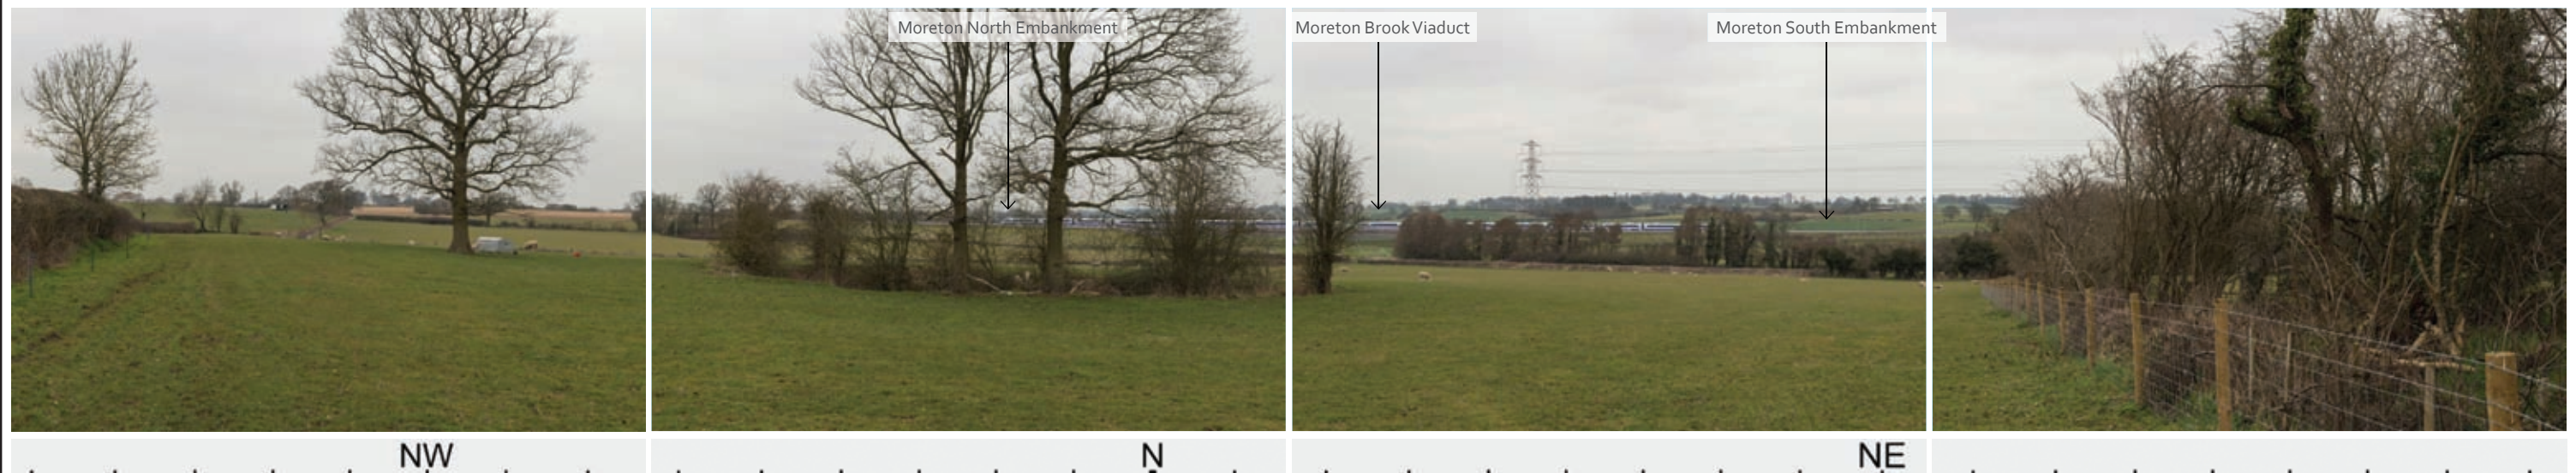 Moreton North Embankment
Moreton Brook Viaduct
Moreton South Embankment
NW
N
NE